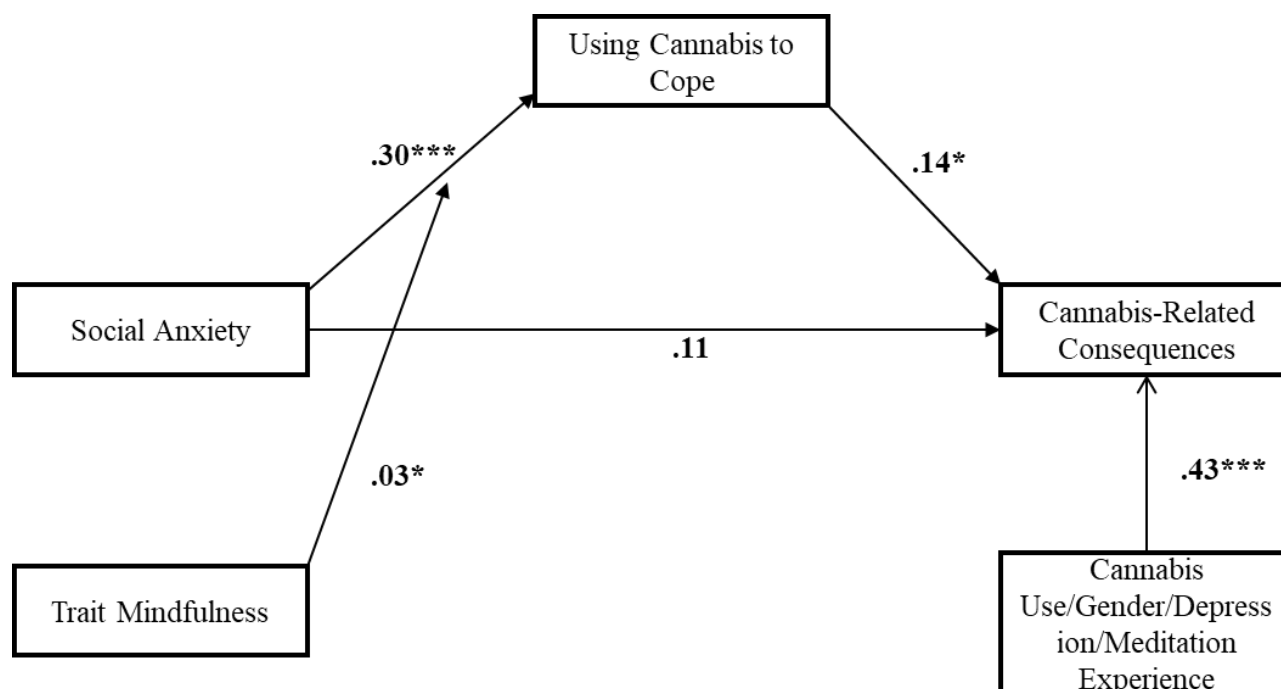 Using Cannabis to
Cope
.30***
.14*
Social Anxiety
.11
Cannabis-Related
Consequences
.03*
.43***
Trait Mindfulness
Cannabis
Use/Gender/Depress
ion/Meditation
Experience